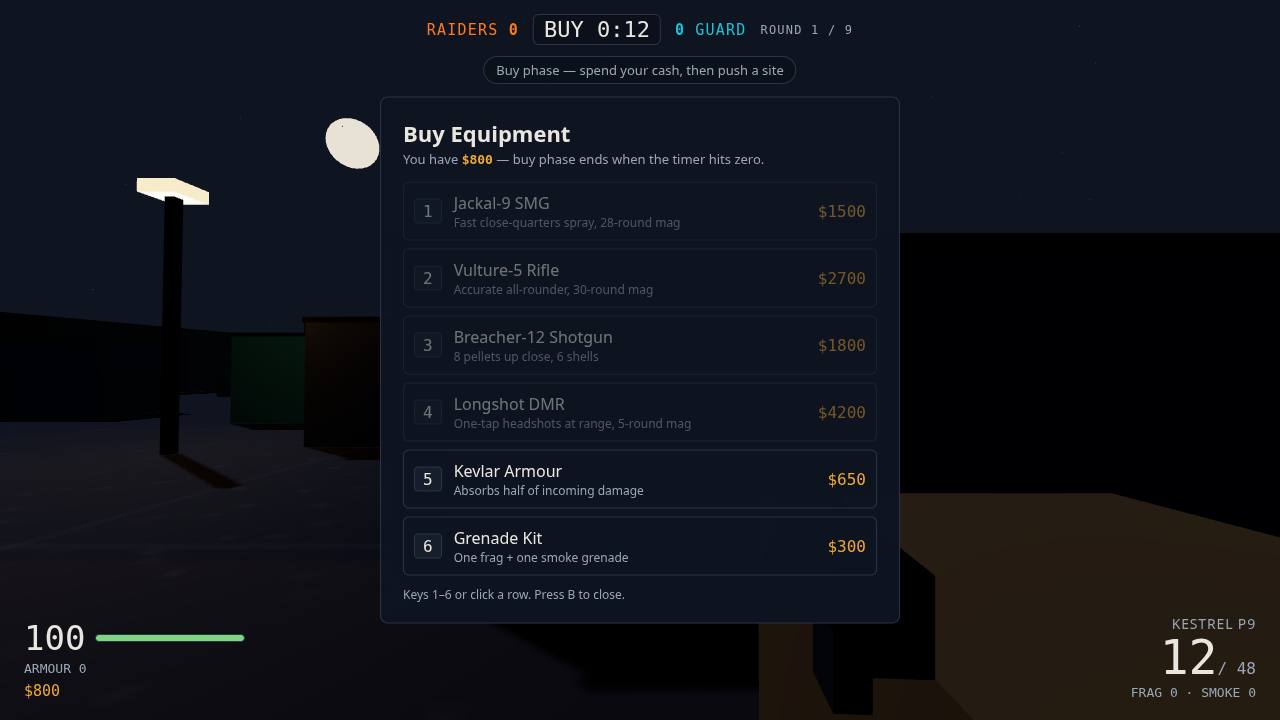 RAIDERS 0 BUY 0:12 0 GUARD ROUND 1 / 9
Buy phase — spend your cash, then push a site
Buy Equipment
You have $800 — buy phase ends when the timer hits zero.
1 Jackal-9 SMG $1500
Fast close-quarters spray, 28-round mag
2 Vulture-5 Rifle $2700
Accurate all-rounder, 30-round mag
3 Breacher-12 Shotgun $1800
8 pellets up close, 6 shells
4 Longshot DMR $4200
One-tap headshots at range, 5-round mag
5 Kevlar Armour $650
Absorbs half of incoming damage
6 Grenade Kit $300
One frag + one smoke grenade
Keys 1–6 or click a row. Press B to close.
100
ARMOUR 0
$800
KESTREL P9
12 / 48
FRAG 0 · SMOKE 0